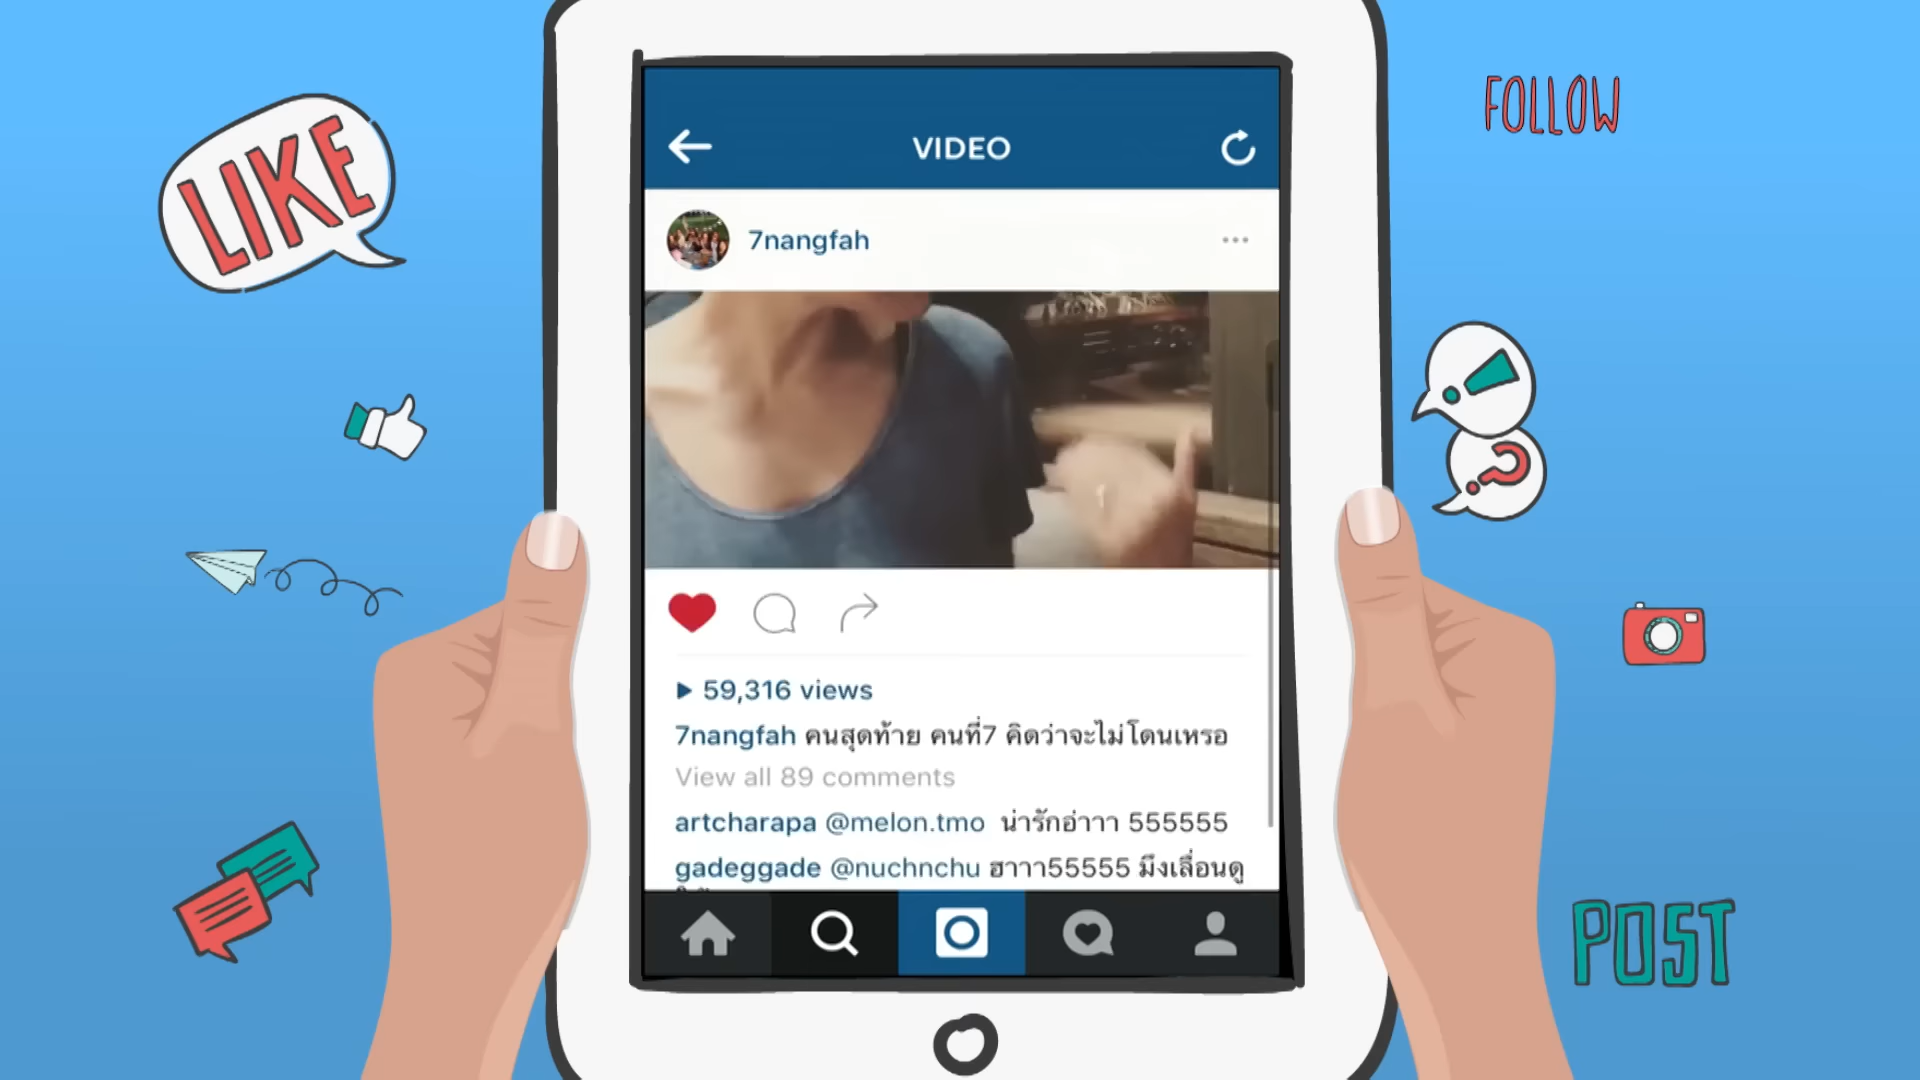 LIKE
FOLLOW
VIDEO
7nangfah
59,316 views
7nangfah คนสุดท้าย คนที่7 คิดว่าจะไม่โดนเหรอ
View all 89 comments
artcharapa @melon.tmo น่ารักอ่าาา 555555
gadeggade @nuchnchu ฮาาา55555 มึงเลื่อนดู
POST